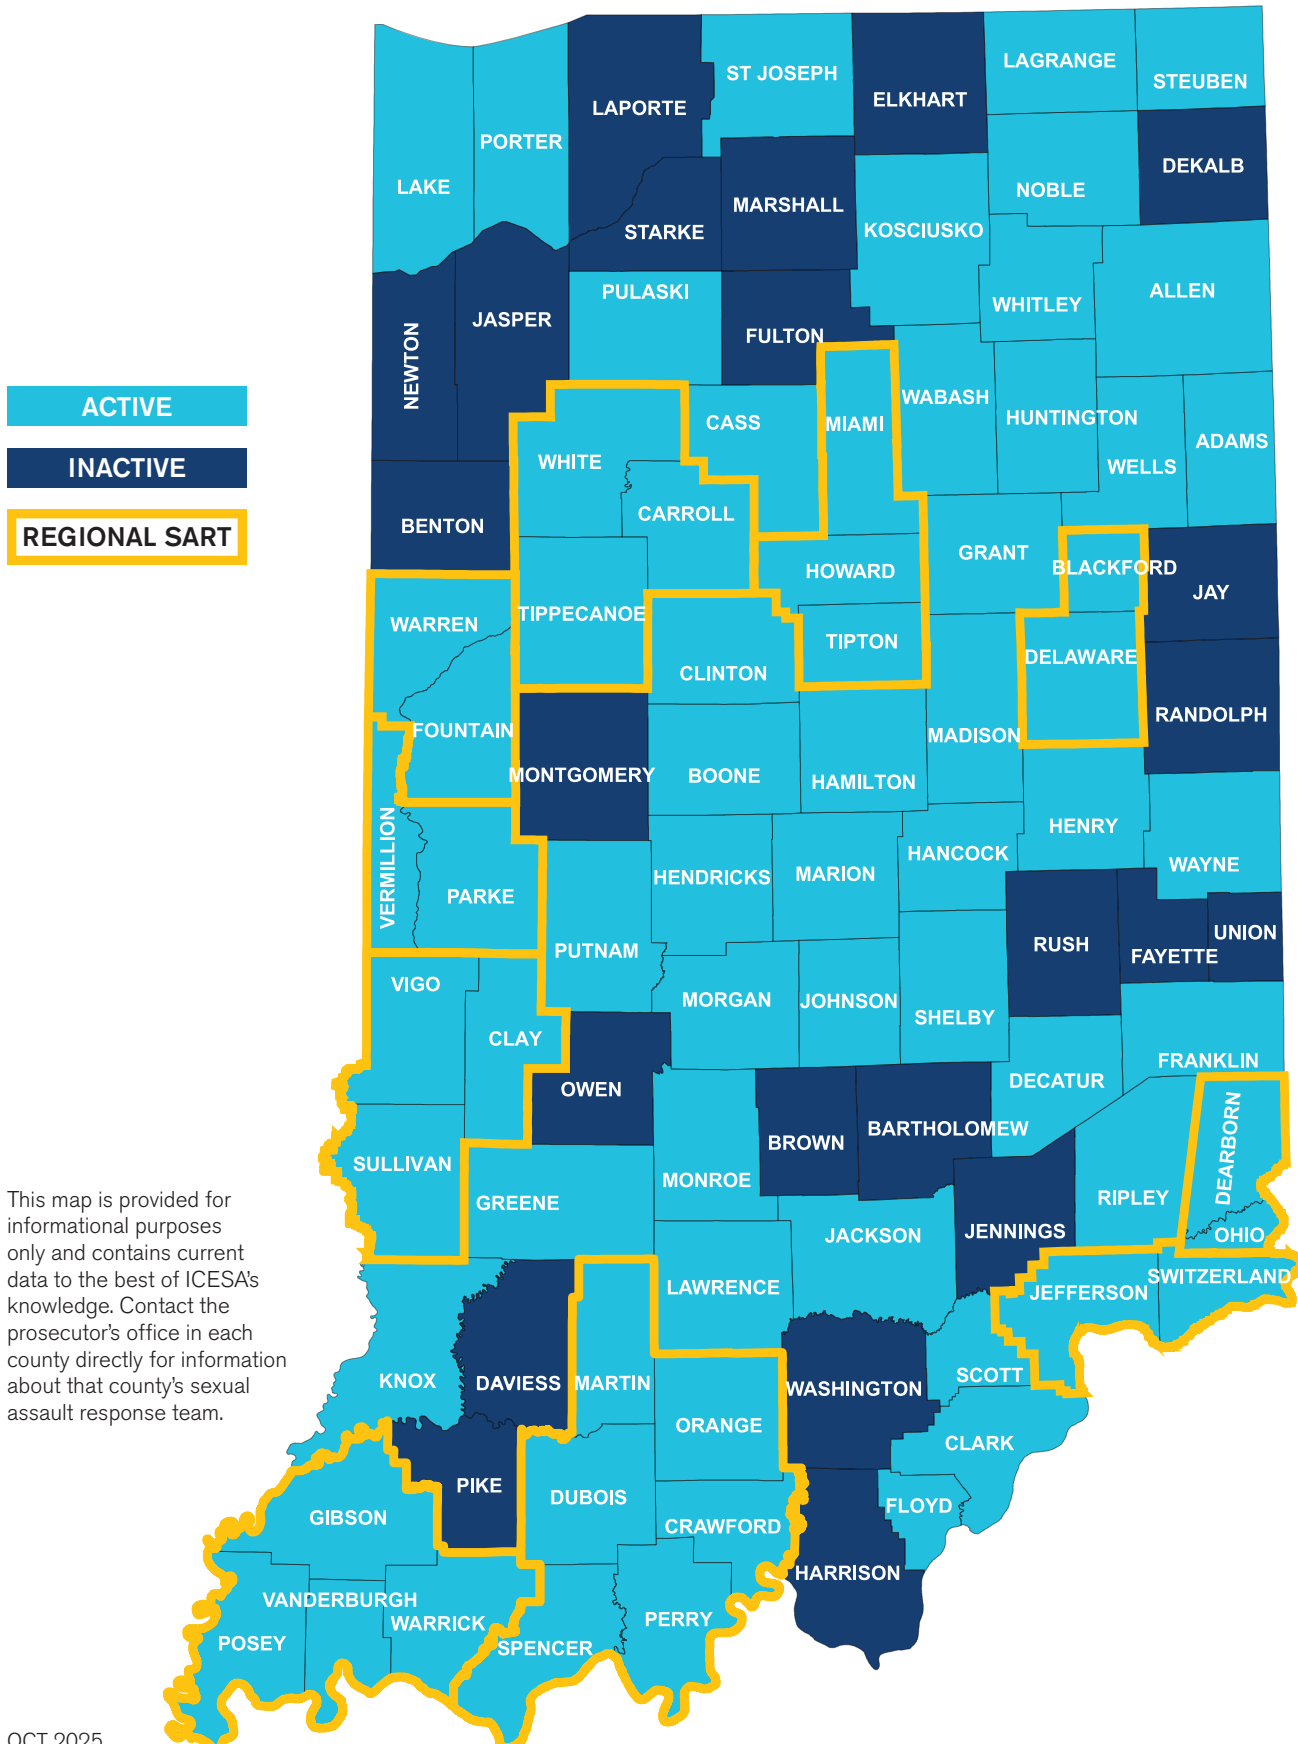 ST JOSEPH
LAGRANGE
STEUBEN
LAPORTE
ELKHART
PORTER
LAKE
DEKALB
NOBLE
MARSHALL
STARKE
KOSCIUSKO
PULASKI
WHITLEY
ALLEN
JASPER
FULTON
NEWTON
ACTIVE
INACTIVE
REGIONAL SART
WABASH
CASS
MIAMI
HUNTINGTON
ADAMS
WHITE
WELLS
CARROLL
BENTON
GRANT
BLACKFORD
HOWARD
JAY
TIPPECANOE
WARREN
TIPTON
DELAWARE
CLINTON
RANDOLPH
FOUNTAIN
MADISON
MONTGOMERY
BOONE
HAMILTON
HENRY
VERMILLION
HANCOCK
WAYNE
HENDRICKS
MARION
PARKE
UNION
RUSH
PUTNAM
FAYETTE
VIGO
MORGAN
JOHNSON
SHELBY
CLAY
FRANKLIN
DECATUR
OWEN
BARTHOLOMEW
BROWN
DEARBORN
SULLIVAN
MONROE
GREENE
RIPLEY
JENNINGS
JACKSON
OHIO
SWITZERLAND
LAWRENCE
JEFFERSON
This map is provided for
informational purposes
only and contains current
data to the best of ICESA’s
knowledge. Contact the
prosecutor’s office in each
county directly for information
about that county’s sexual
assault response team.
SCOTT
KNOX
DAVIESS
MARTIN
WASHINGTON
ORANGE
CLARK
PIKE
DUBOIS
FLOYD
GIBSON
CRAWFORD
HARRISON
VANDERBURGH
WARRICK
PERRY
POSEY
SPENCER
OCT 2025